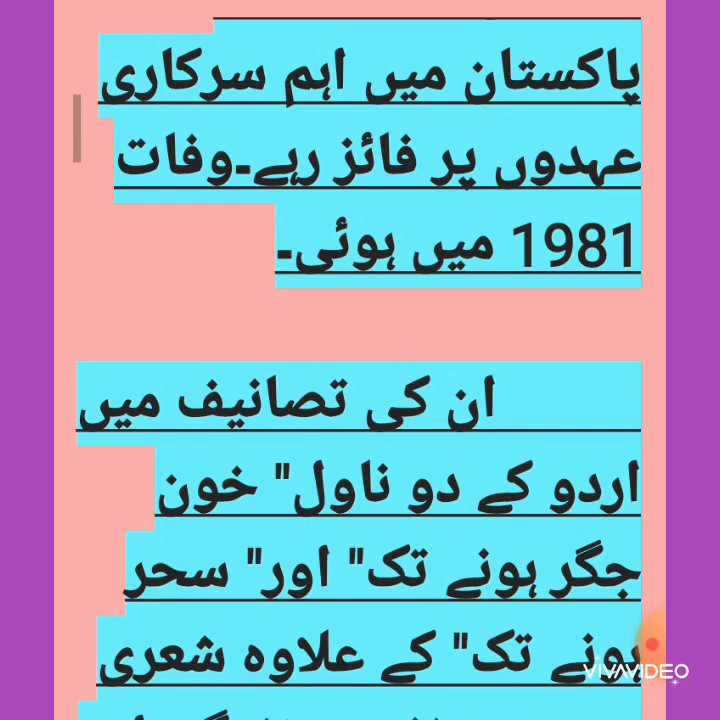 پاکستان میں اہم سرکاری
عہدوں پر فائز رہے۔وفات
1981 میں ہوئی۔
ان کی تصانیف میں
اردو کے دو ناول" خون
جگر ہونے تک" اور" سحر
ہونے تک" کے علاوہ شعری
VIVAVIDEO